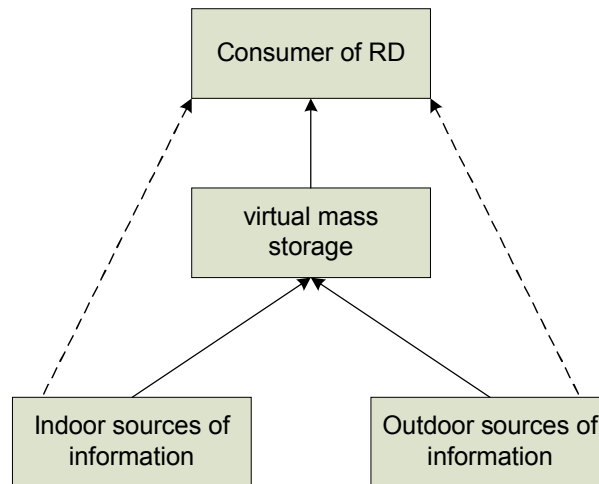 Consumer of RD
virtual mass
storage
Indoor sources of
information
Outdoor sources of
information